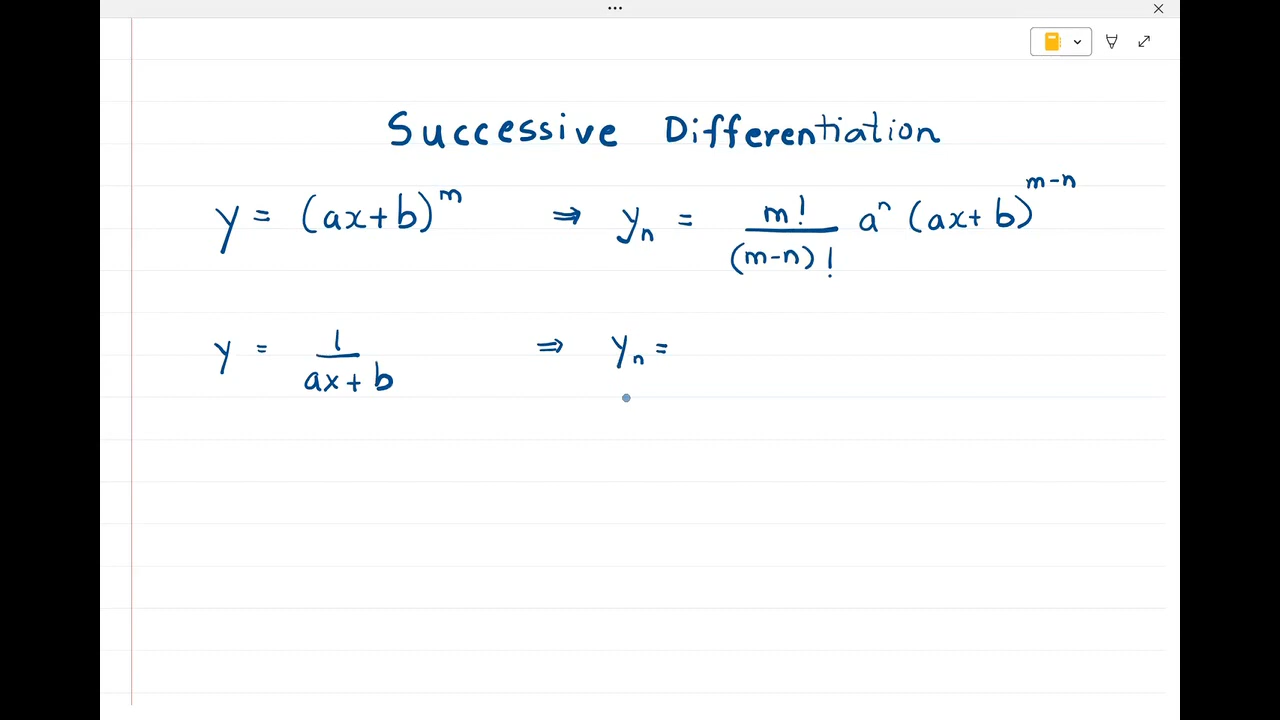 Successive Differentiation
y = (ax+b)^m ⇒ y_n = m!/(m-n)! a^n (ax+b)^(m-n)
y = 1/(ax+b) ⇒ y_n =